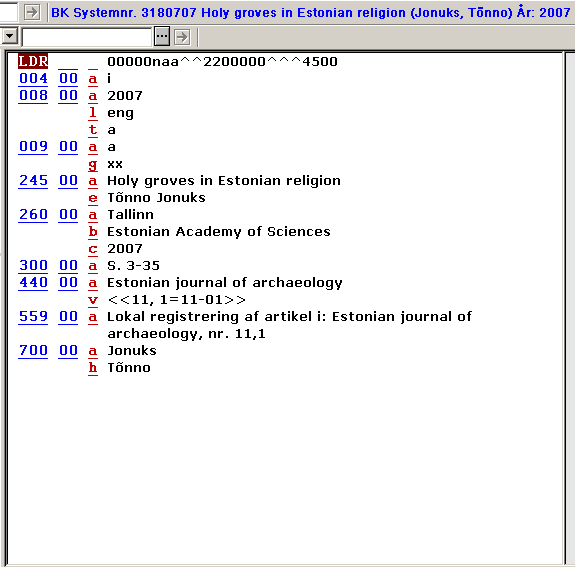 BK Systemnr. 3180707 Holy groves in Estonian religion (Jonuks, Tõnno) År: 2007
LDR _ _ 00000naa^^2200000^^^4500
004 00 a i
008 00 a 2007
l eng
t a
009 00 a a
g xx
245 00 a Holy groves in Estonian religion
e Tõnno Jonuks
260 00 a Tallinn
b Estonian Academy of Sciences
c 2007
300 00 a S. 3-35
440 00 a Estonian journal of archaeology
v <<11, 1=11-01>>
559 00 a Lokal registrering af artikel i: Estonian journal of
archaeology, nr. 11,1
700 00 a Jonuks
h Tõnno